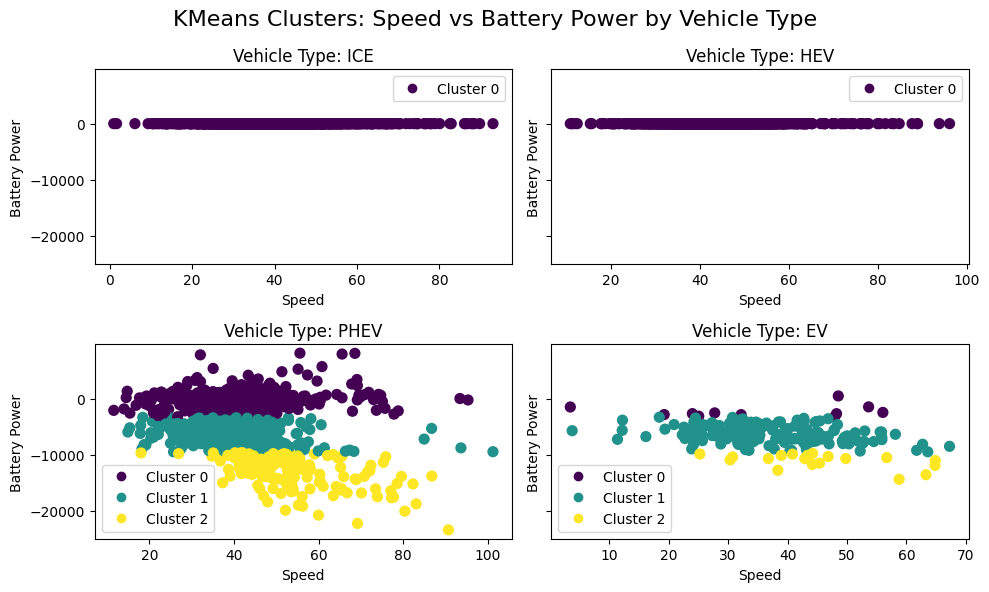 KMeans Clusters: Speed vs Battery Power by Vehicle Type
Vehicle Type: ICE
Cluster 0
Battery Power
0
−10000
−20000
0 20 40 60 80
Speed
Vehicle Type: HEV
Cluster 0
Battery Power
20 40 60 80 100
Speed
Vehicle Type: PHEV
Battery Power
0
−10000
−20000
Cluster 0
Cluster 1
Cluster 2
20 40 60 80 100
Speed
Vehicle Type: EV
Battery Power
Cluster 0
Cluster 1
Cluster 2
10 20 30 40 50 60 70
Speed